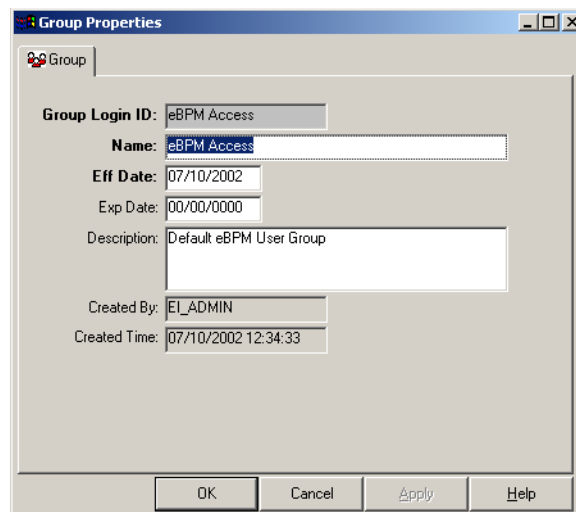 Group Properties
Group
Group Login ID: eBPM Access
Name: eBPM Access
Eff Date: 07/10/2002
Exp Date: 00/00/0000
Description: Default eBPM User Group
Created By: EI_ADMIN
Created Time: 07/10/2002 12:34:33
OK Cancel Apply Help